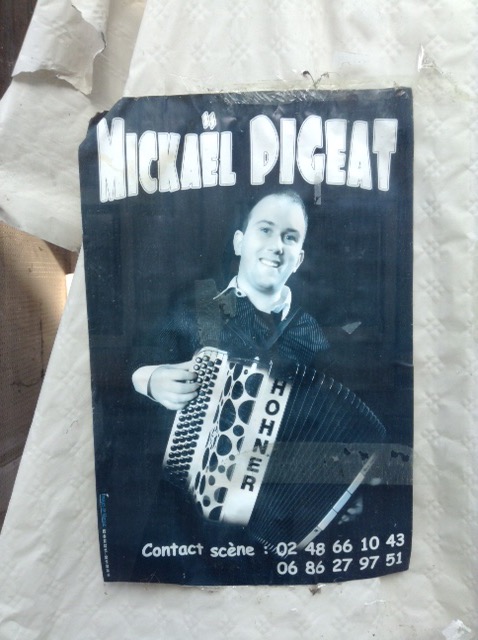 MICKAËL PIGEAT
HOHNER
Contact scène : 02 48 66 10 43
06 86 27 97 51